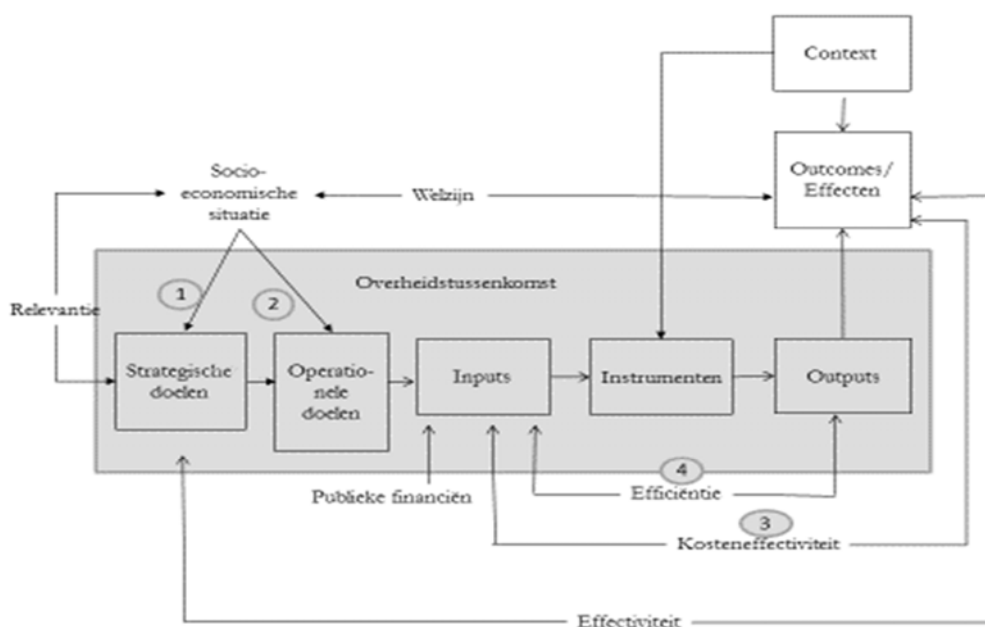 Context
Outcomes/
Effecten
Socio-
economische
situatie
Welzijn
Overheidstussenkomst
1
2
Relevantie
Strategische
doelen
Operatio-
nele
doelen
Inputs
Instrumenten
Outputs
4
Publieke financiën
Efficiëntie
3
Kosteneffectiviteit
Effectiviteit